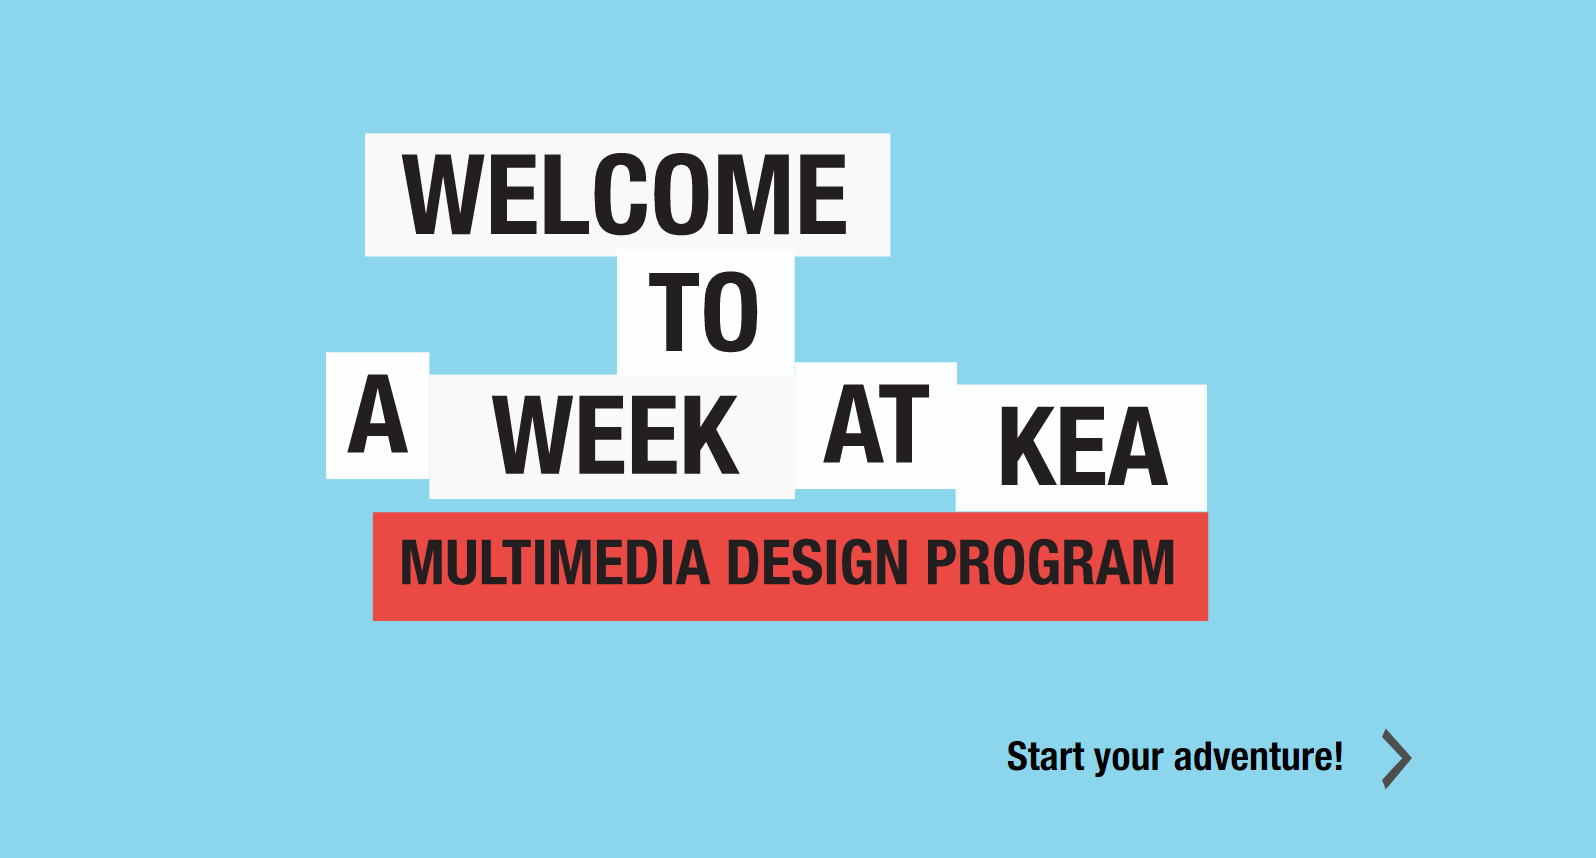 WELCOME
TO
A WEEK AT KEA
MULTIMEDIA DESIGN PROGRAM
Start your adventure!